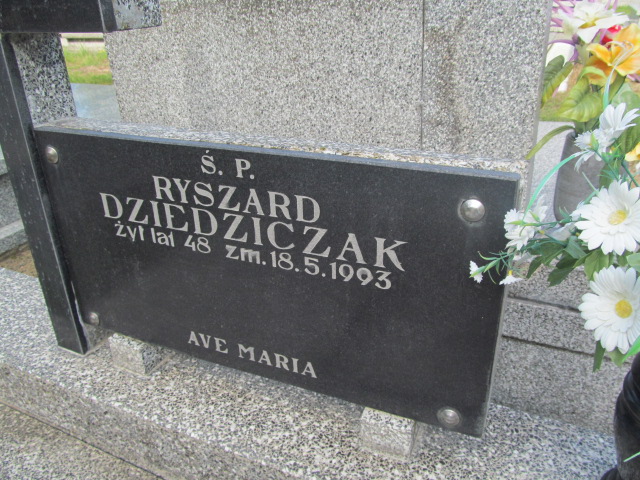 Ś. P.
RYSZARD
DZIEDZICZAK
żył lat 48 zm. 18.5.1993
AVE MARIA